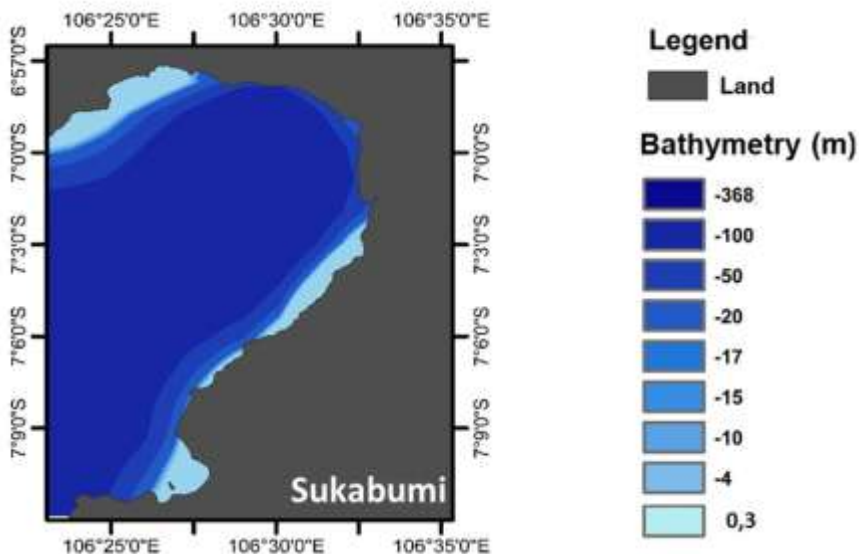 106°25'0"E 106°30'0"E 106°35'0"E
6°57'0"S
7°0'0"S
7°3'0"S
7°6'0"S
7°9'0"S
6°57'0"S
7°0'0"S
7°3'0"S
7°6'0"S
7°9'0"S
Sukabumi
106°25'0"E 106°30'0"E 106°35'0"E
Legend
Land
Bathymetry (m)
-368
-100
-50
-20
-17
-15
-10
-4
0,3